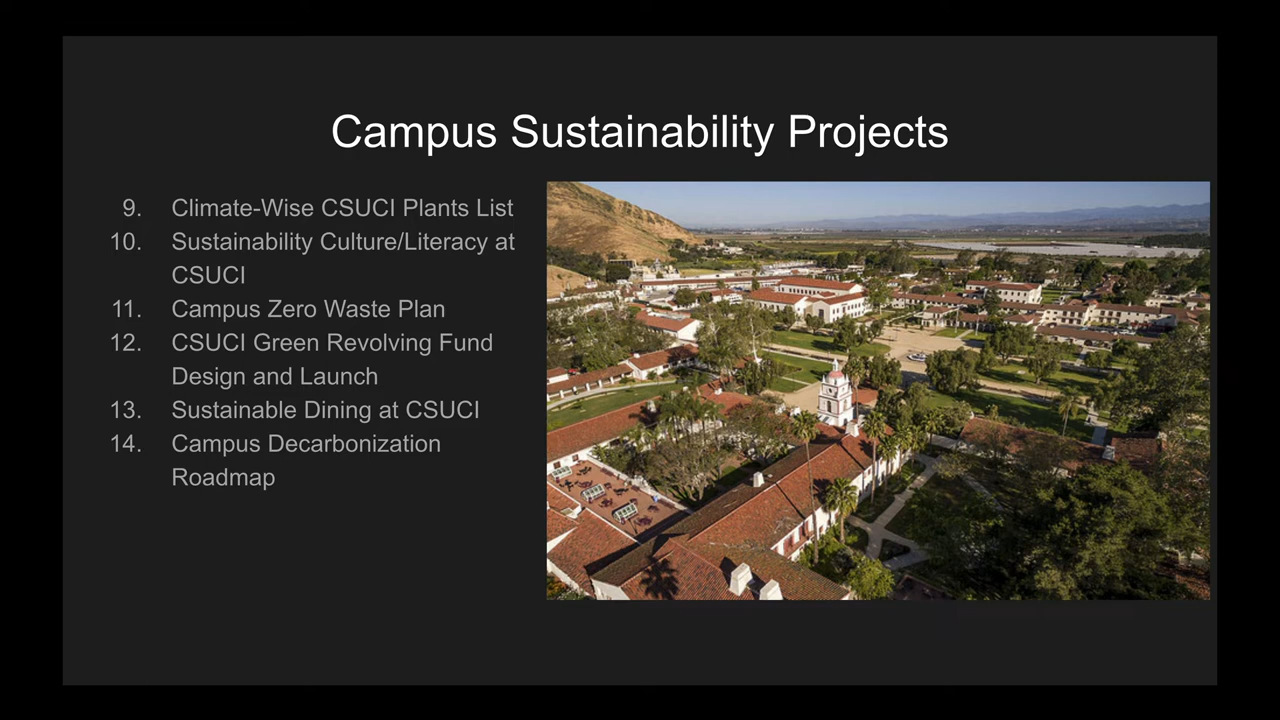 Campus Sustainability Projects
9. Climate-Wise CSUCI Plants List
10. Sustainability Culture/Literacy at
CSUCI
11. Campus Zero Waste Plan
12. CSUCI Green Revolving Fund
Design and Launch
13. Sustainable Dining at CSUCI
14. Campus Decarbonization
Roadmap